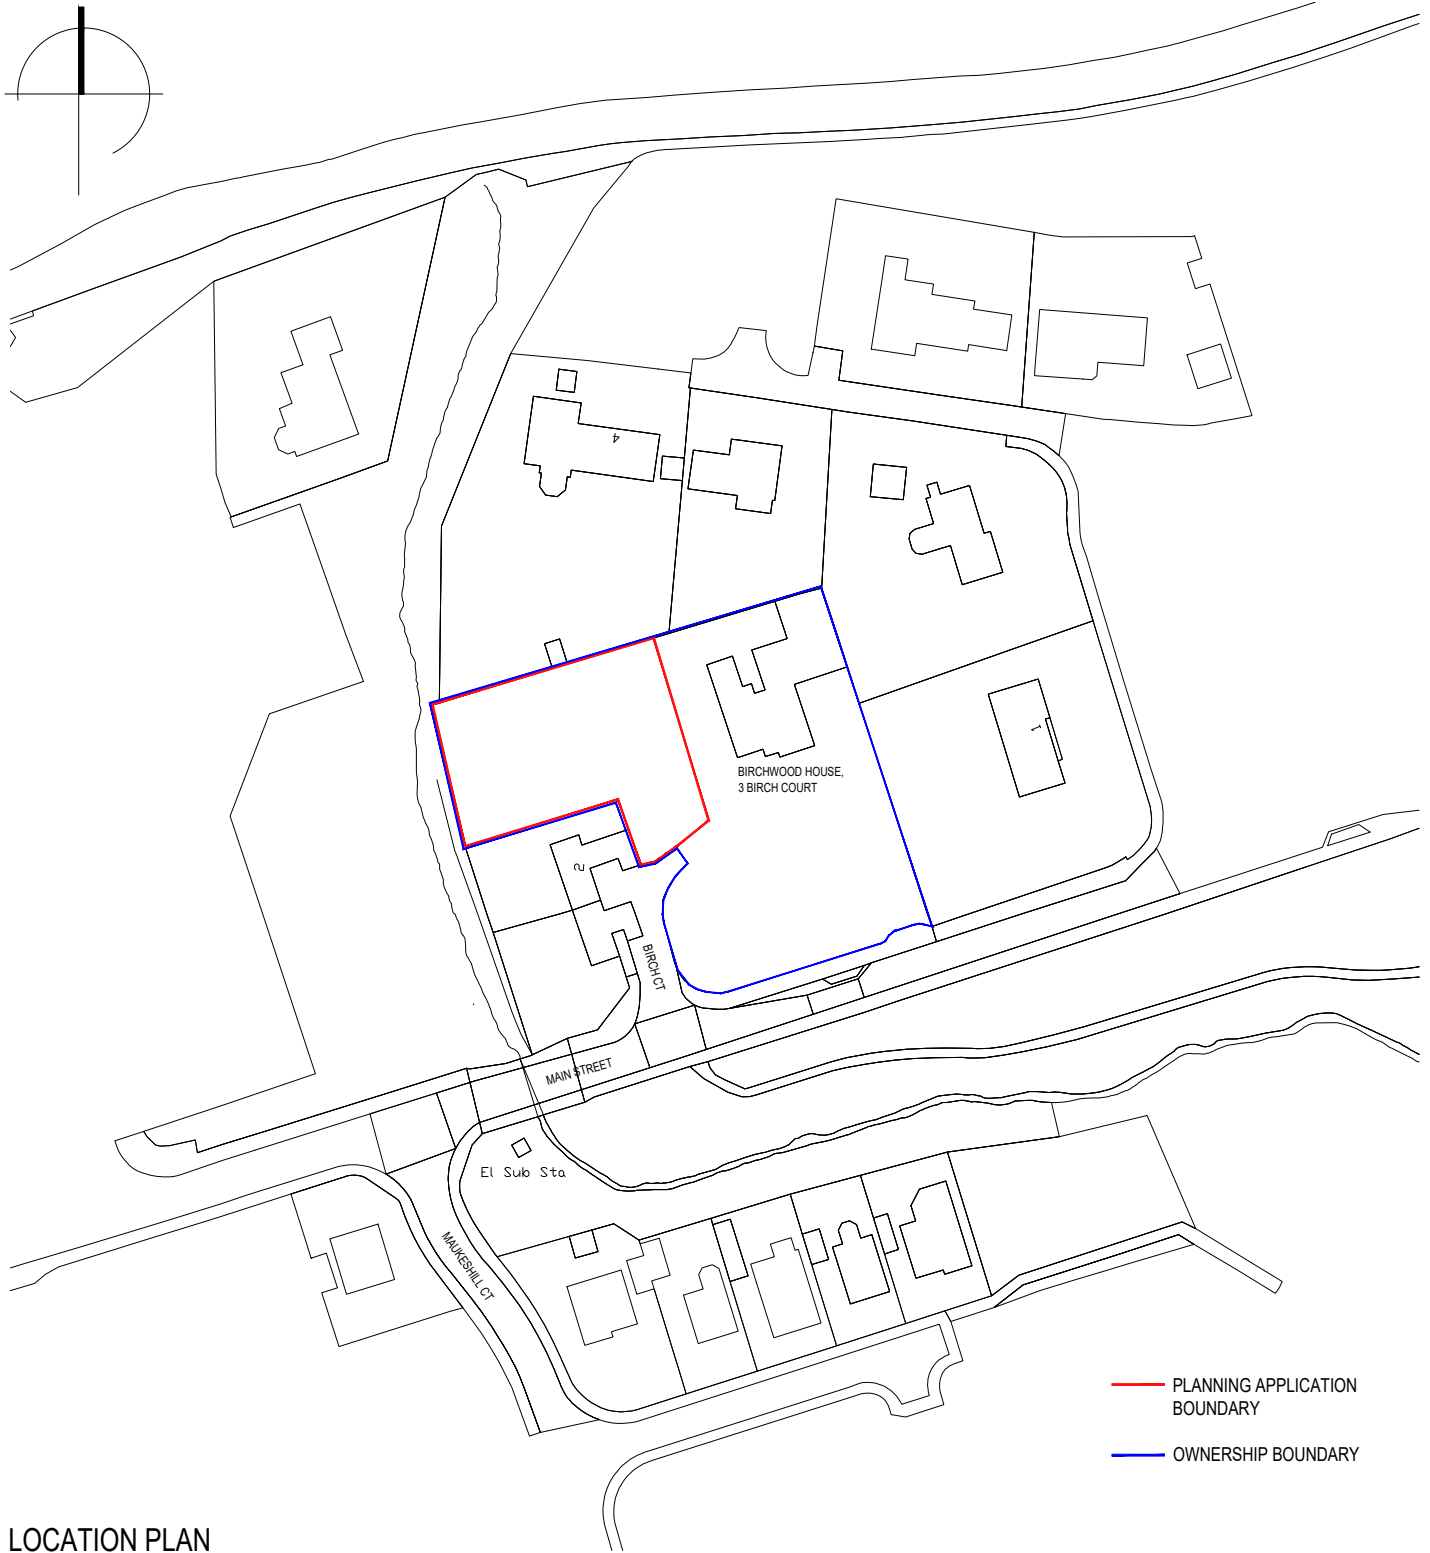 4
1
BIRCHWOOD HOUSE,
3 BIRCH COURT
2
BIRCH CT
MAIN STREET
El Sub Sta
MAUKESHILL CT
PLANNING APPLICATION
BOUNDARY
OWNERSHIP BOUNDARY
LOCATION PLAN